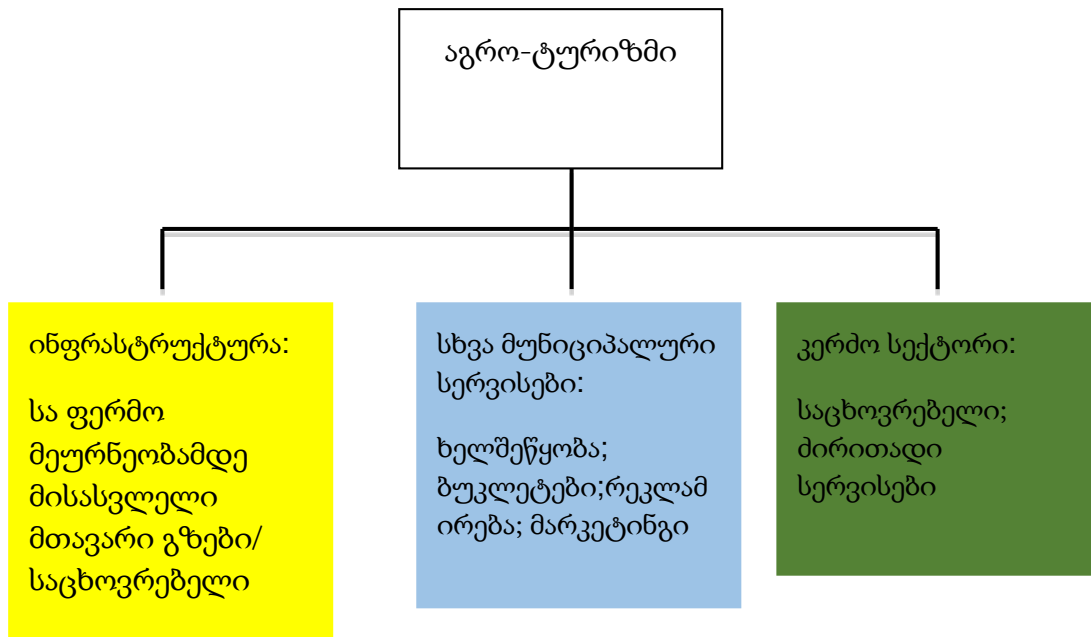 აგრო-ტურიზმი
ინფრასტრუქტურა:
სა ფერმო
მეურნეობამდე
მისასვლელი
მთავარი გზები/
საცხოვრებელი
სხვა მუნიციპალური
სერვისები:
ხელშეწყობა;
ბუკლეტები;რეკლამ
ირება; მარკეტინგი
კერძო სექტორი:
საცხოვრებელი;
ძირითადი
სერვისები